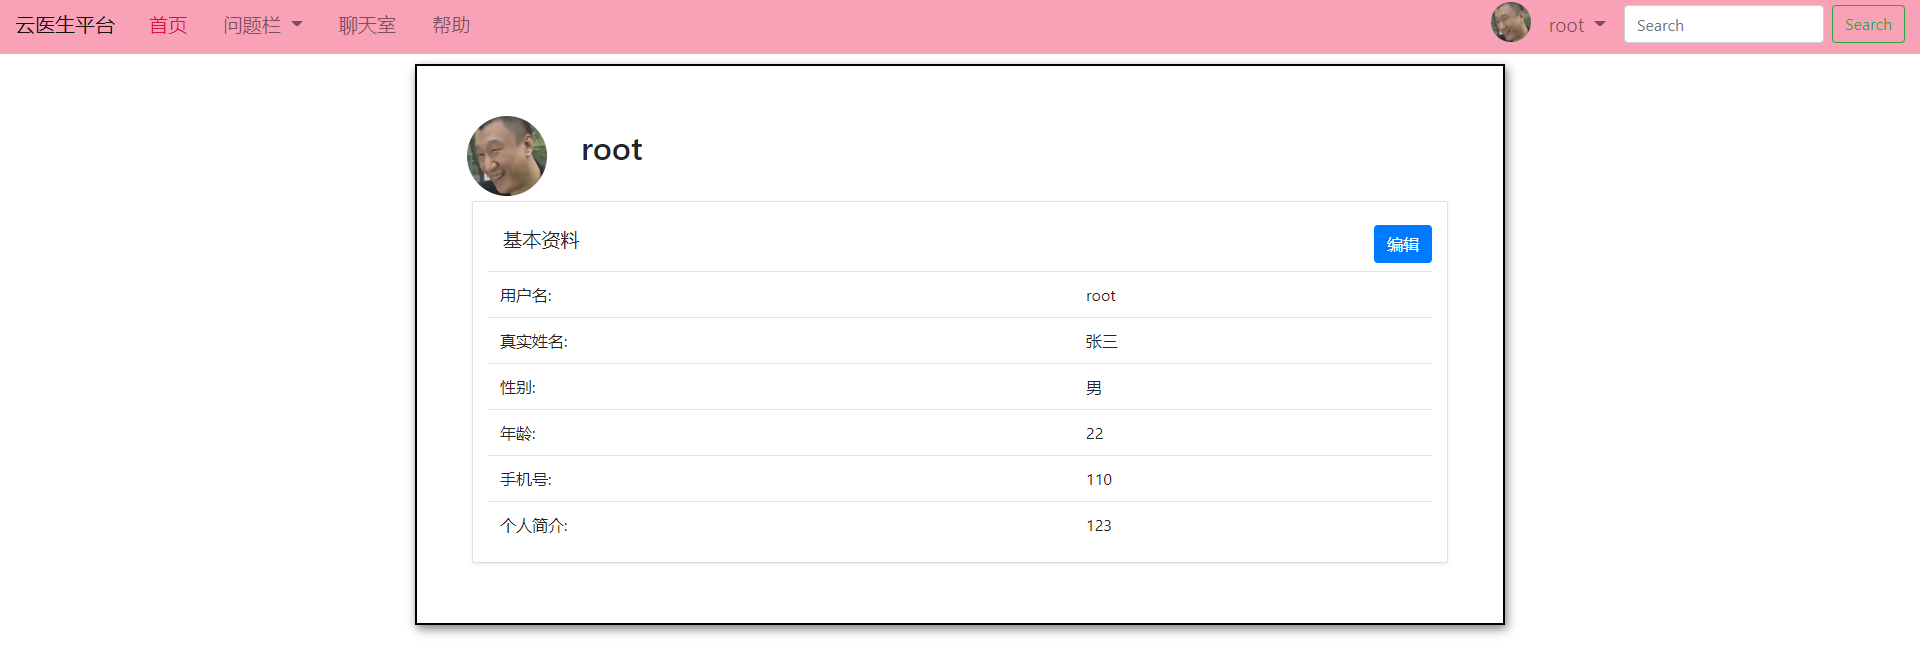 云医生平台 首页 问题栏 聊天室 帮助 root Search Search
root
基本资料 编辑
用户名: root
真实姓名: 张三
性别: 男
年龄: 22
手机号: 110
个人简介: 123